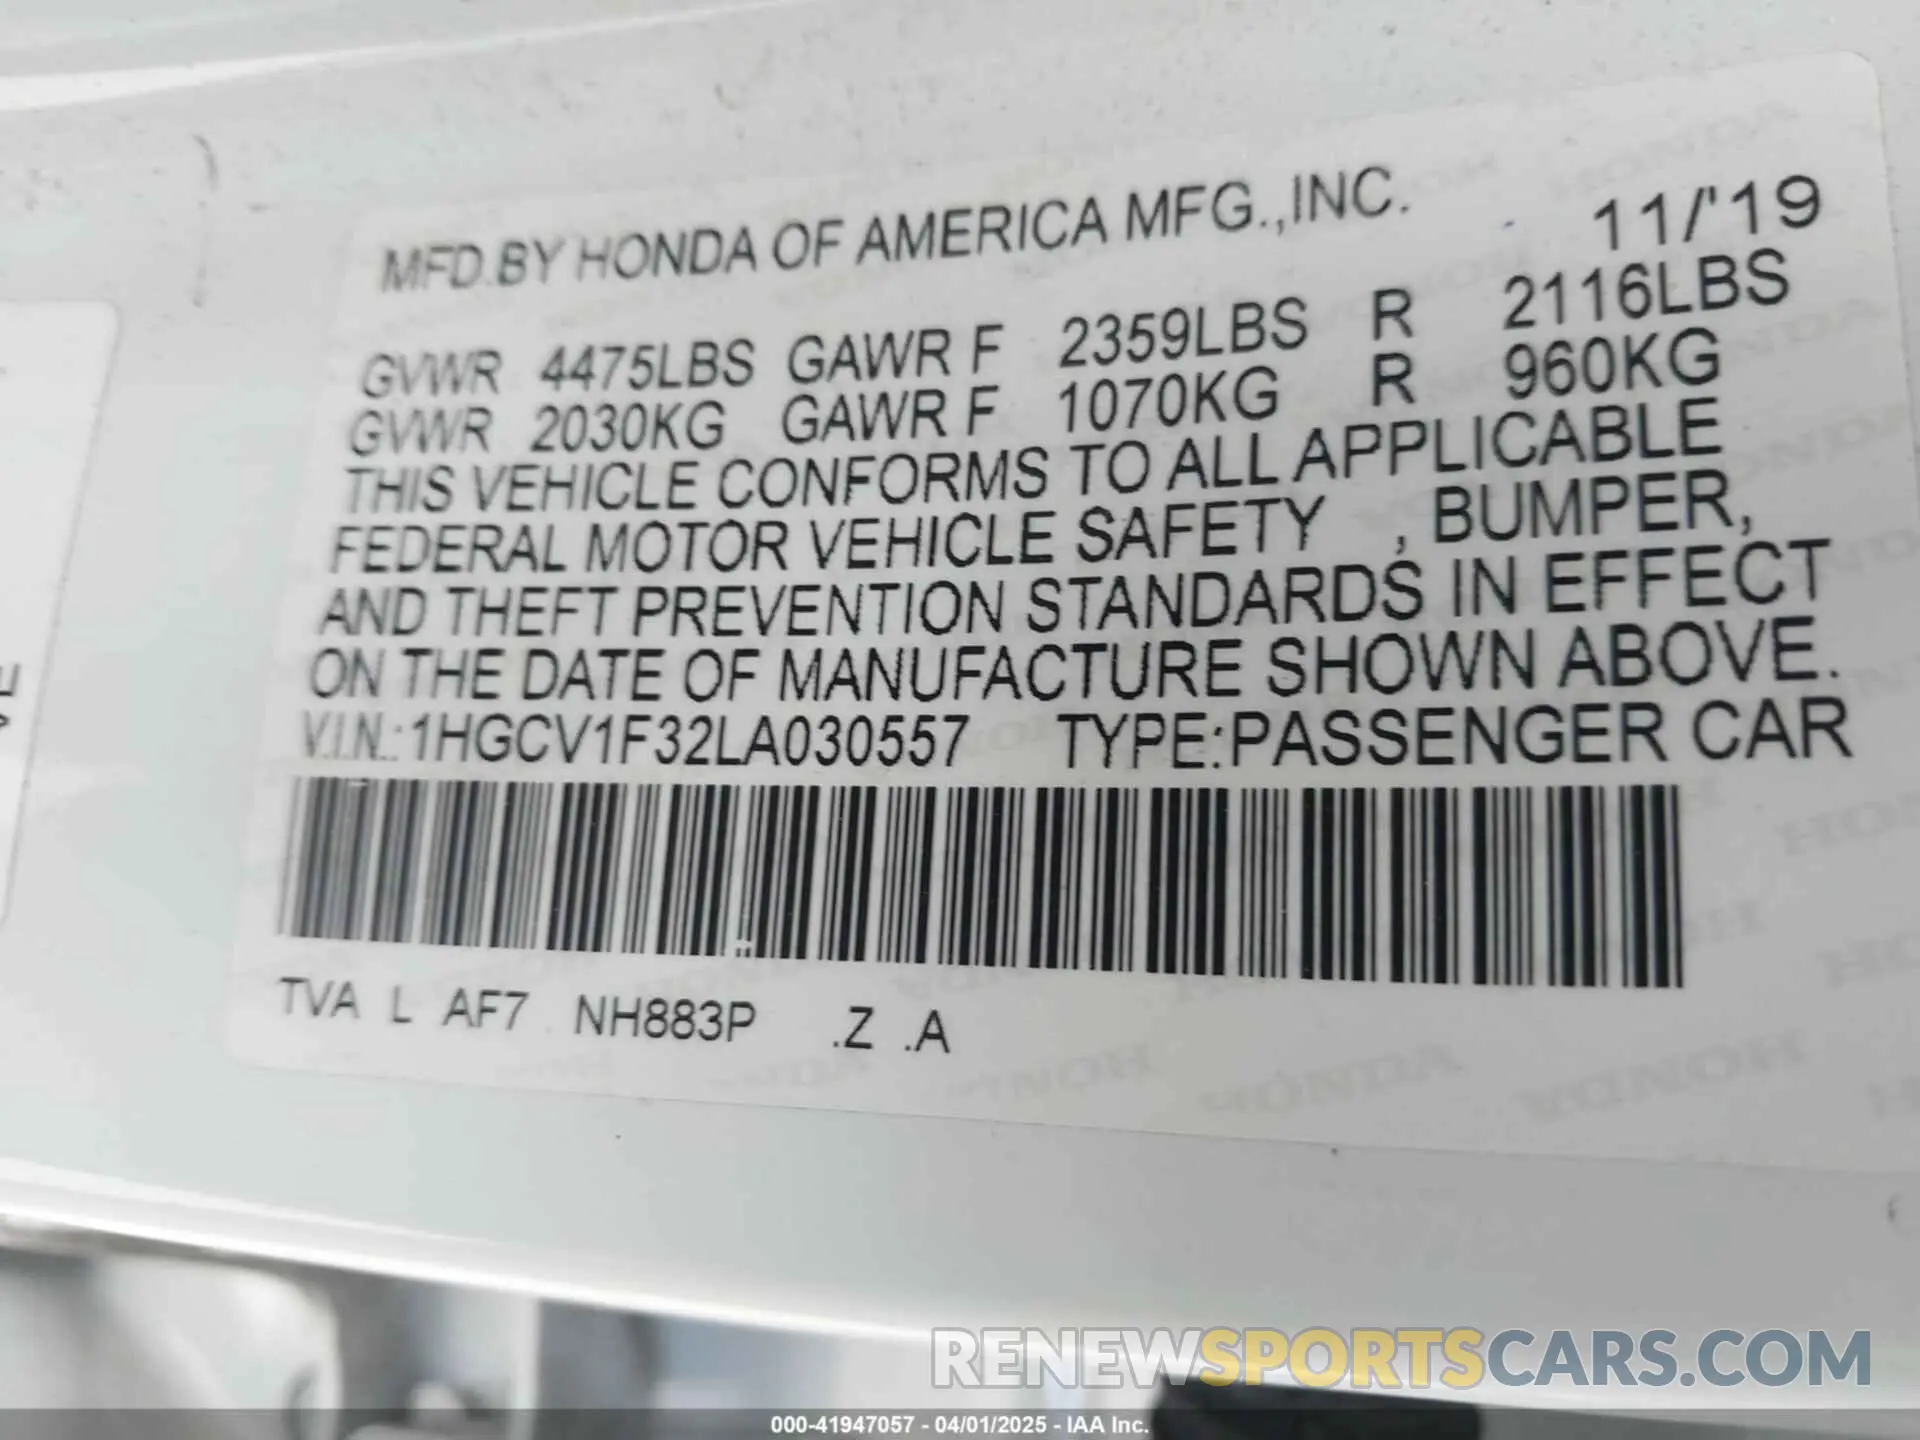 MFD.BY HONDA OF AMERICA MFG.,INC. 11/'19
GVWR 4475LBS GAWR F 2359LBS R 2116LBS
GVWR 2030KG GAWR F 1070KG R 960KG
THIS VEHICLE CONFORMS TO ALL APPLICABLE
FEDERAL MOTOR VEHICLE SAFETY , BUMPER,
AND THEFT PREVENTION STANDARDS IN EFFECT
ON THE DATE OF MANUFACTURE SHOWN ABOVE.
V.I.N.:1HGCV1F32LA030557 TYPE:PASSENGER CAR
TVA L AF7 NH883P .Z .A
RENEWSPORTSCARS.COM
000-41947057 - 04/01/2025 - IAA Inc.